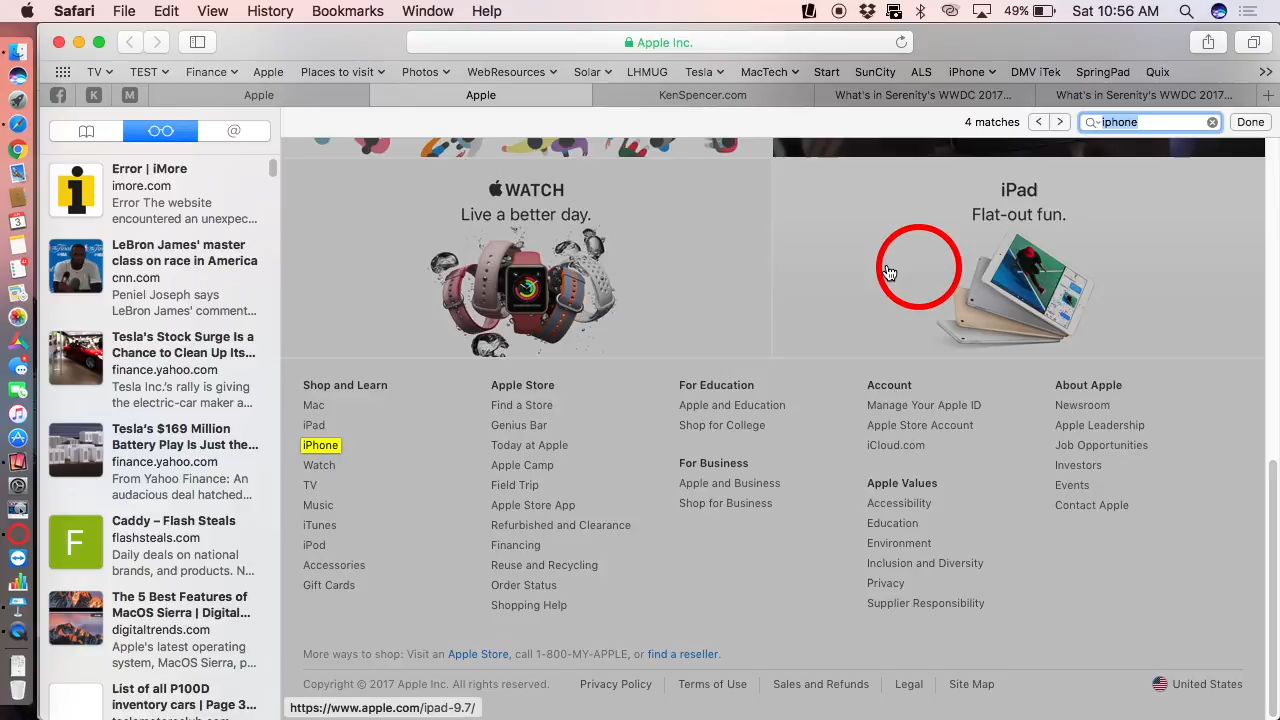 Safari File Edit View History Bookmarks Window Help 49% Sat 10:56 AM
Apple Inc.
TV TEST Finance Apple Places to visit Photos WebResources Solar LHMUG Tesla MacTech Start SunCity ALS iPhone DMV iTek SpringPad Quix
Apple Apple KenSpencer.com What's in Serenity's WWDC 2017... What's in Serenity's WWDC 2017...
4 matches iphone Done
Error | iMore
imore.com
Error The website
encountered an unexpec...
LeBron James' master
class on race in America
cnn.com
Peniel Joseph says
LeBron James' comment...
Tesla's Stock Surge Is a
Chance to Clean Up Its...
finance.yahoo.com
Tesla Inc.'s rally is giving
the electric-car maker a...
Tesla's $169 Million
Battery Play Is Just the...
finance.yahoo.com
From Yahoo Finance: An
audacious deal hatched...
F
Caddy – Flash Steals
flashsteals.com
Daily deals on national
brands, and products. N...
The 5 Best Features of
MacOS Sierra | Digital...
digitaltrends.com
Apple's latest operating
system, MacOS Sierra, p...
List of all P100D
inventory cars | Page 3...
WATCH
Live a better day.
iPad
Flat-out fun.
Shop and Learn
Mac
iPad
iPhone
Watch
TV
Music
iTunes
iPod
Accessories
Gift Cards
Apple Store
Find a Store
Genius Bar
Today at Apple
Apple Camp
Field Trip
Apple Store App
Refurbished and Clearance
Financing
Reuse and Recycling
Order Status
Shopping Help
For Education
Apple and Education
Shop for College
For Business
Apple and Business
Shop for Business
Account
Manage Your Apple ID
Apple Store Account
iCloud.com
Apple Values
Accessibility
Education
Environment
Inclusion and Diversity
Privacy
Supplier Responsibility
About Apple
Newsroom
Apple Leadership
Job Opportunities
Investors
Events
Contact Apple
More ways to shop: Visit an Apple Store, call 1-800-MY-APPLE, or find a reseller.
Copyright © 2017 Apple Inc. All rights reserved. Privacy Policy Terms of Use Sales and Refunds Legal Site Map United States
https://www.apple.com/ipad-9.7/